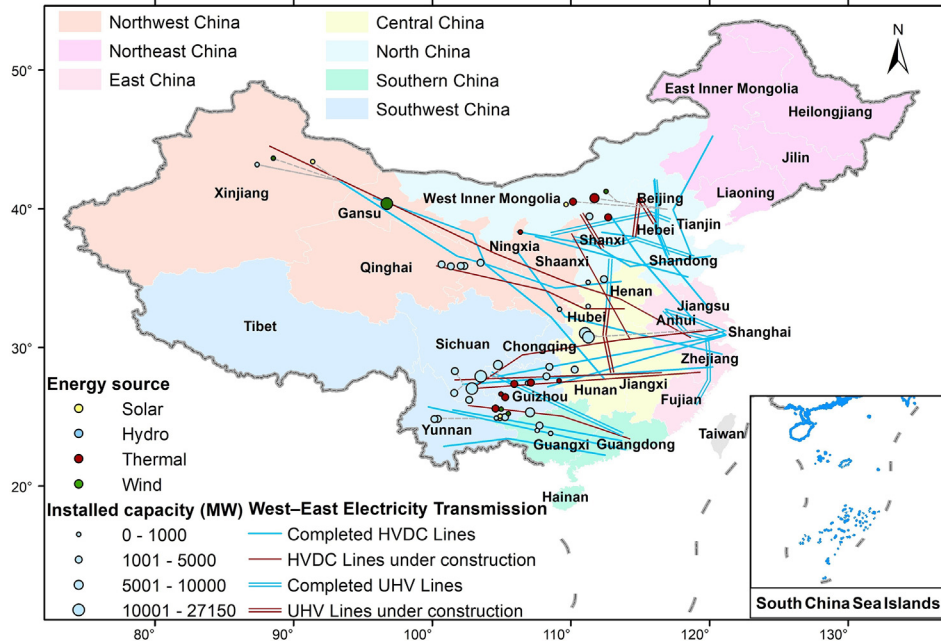 Northwest China
Northeast China
East China
Central China
North China
Southern China
Southwest China
N
50°
40°
30°
20°
East Inner Mongolia
Heilongjiang
Jilin
Liaoning
Xinjiang
Gansu
West Inner Mongolia
Beijing
Tianjin
Hebei
Ningxia
Shanxi
Shaanxi
Shandong
Qinghai
Henan
Jiangsu
Tibet
Hubei
Anhui
Shanghai
Sichuan
Chongqing
Zhejiang
Hunan
Jiangxi
Guizhou
Fujian
Yunnan
Guangxi
Guangdong
Taiwan
Hainan
Energy source
Solar
Hydro
Thermal
Wind
Installed capacity (MW)
0 - 1000
1001 - 5000
5001 - 10000
10001 - 27150
West–East Electricity Transmission
Completed HVDC Lines
HVDC Lines under construction
Completed UHV Lines
UHV Lines under construction
South China Sea Islands
80°
90°
100°
110°
120°
130°